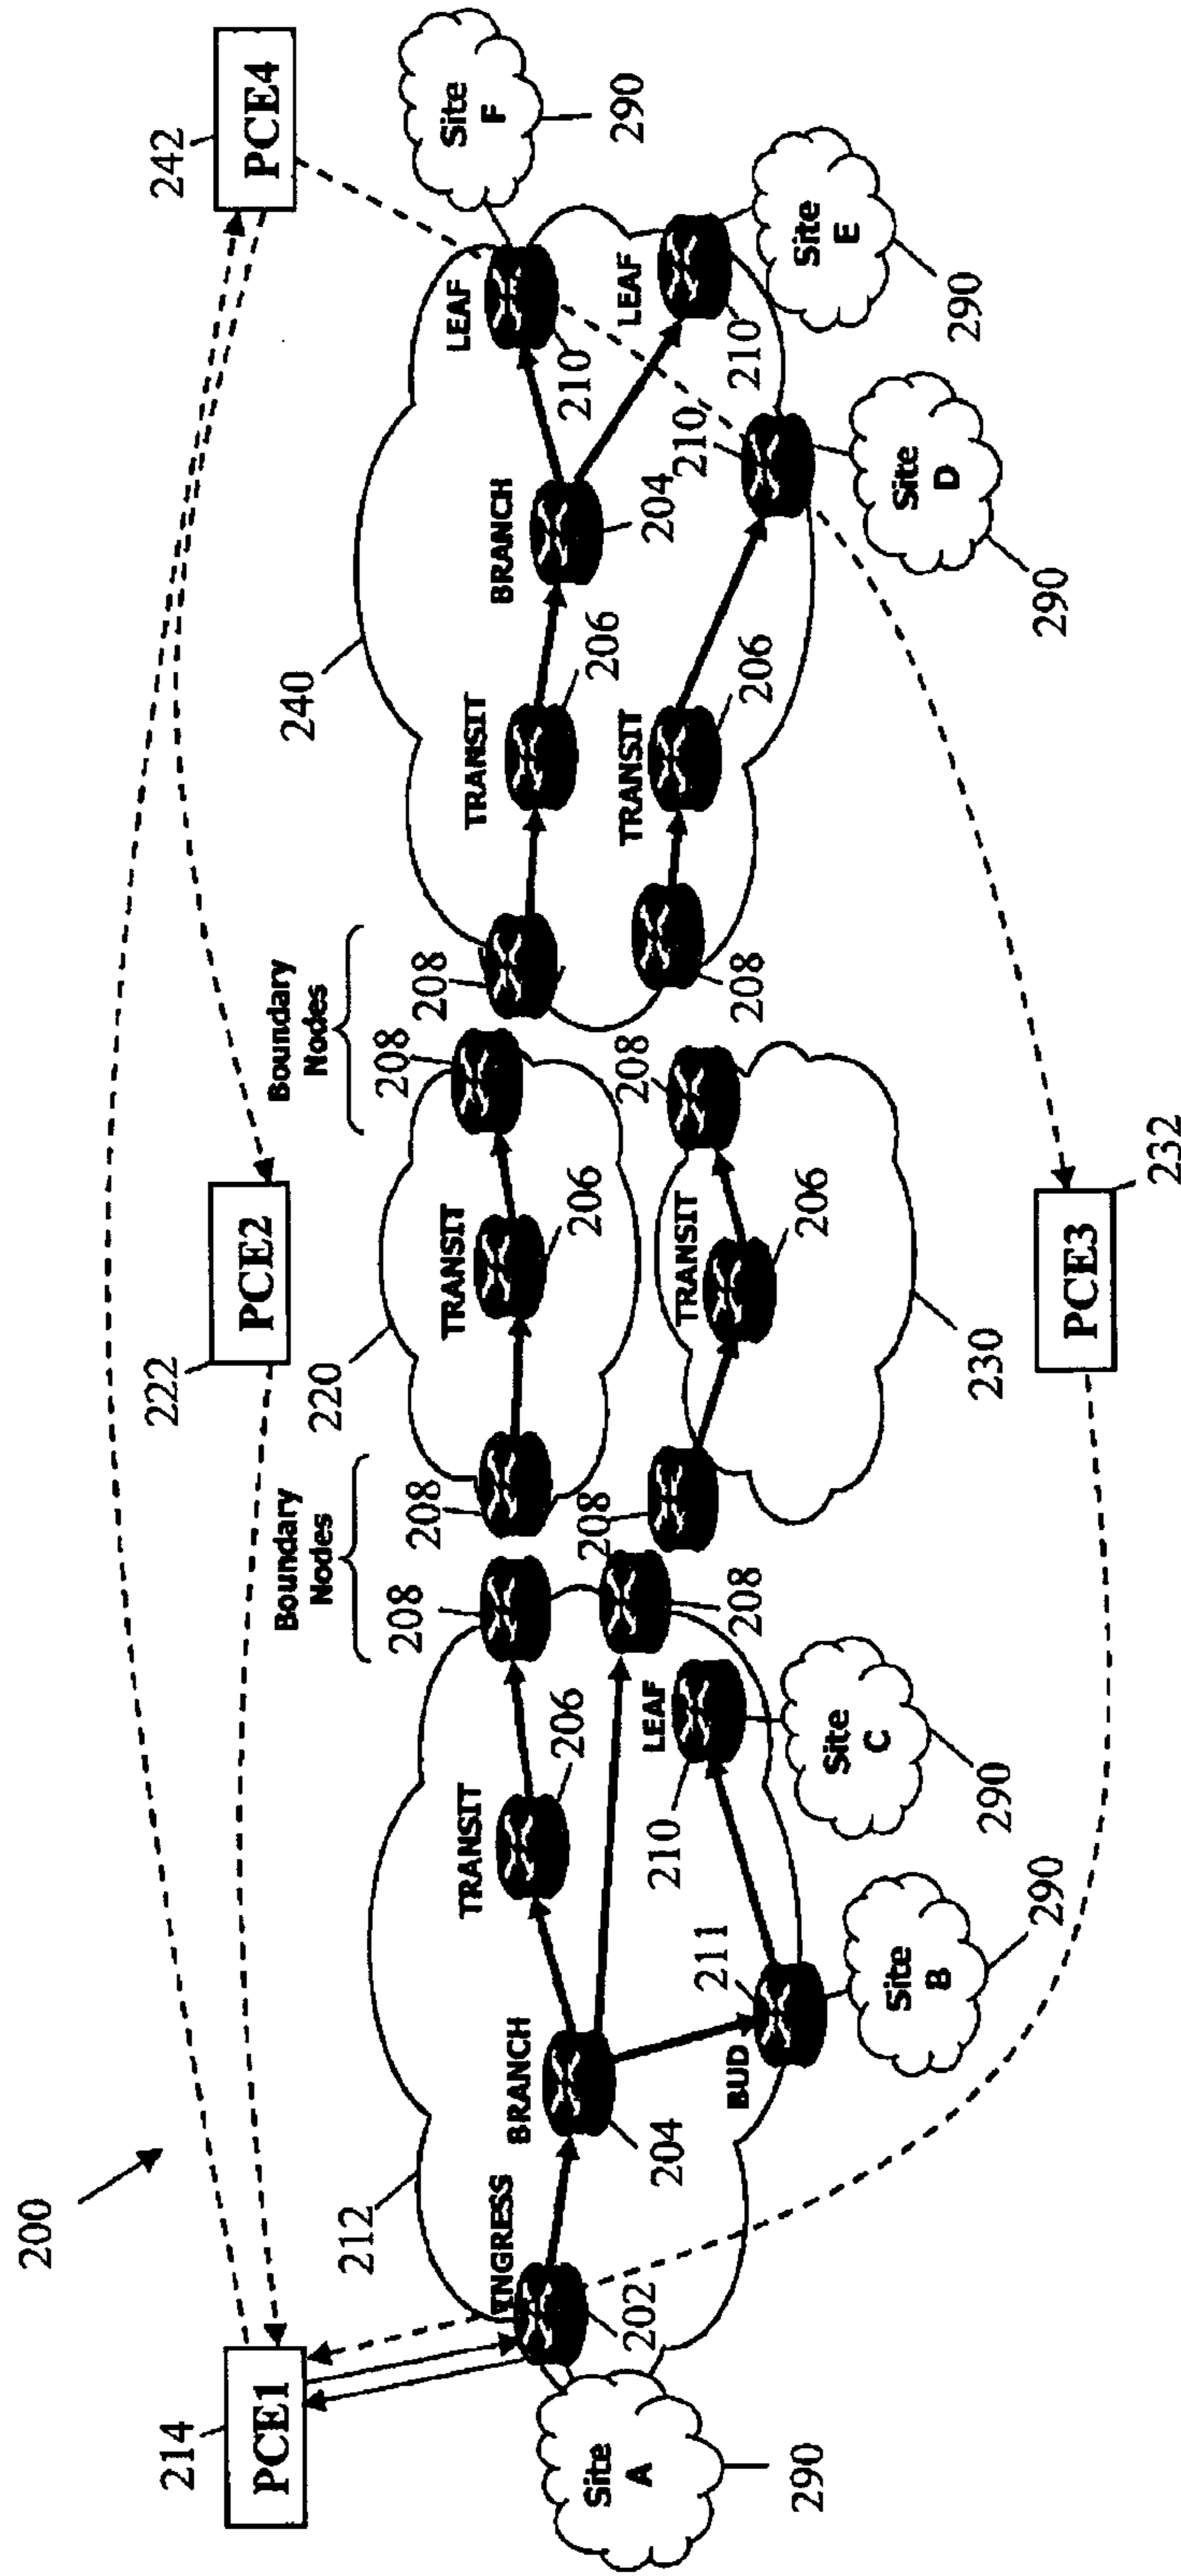 200
214
PCE1
222
PCE2
242
PCE4
Boundary
Nodes
Boundary
Nodes
212
220
240
INGRESS
202
BRANCH
204
TRANSIT
206
208
208
208
TRANSIT
206
208
208
TRANSIT
206
BRANCH
204
LEAF
210
Site
F
290
LEAF
210
Site
E
290
Site
A
290
BUD
211
Site
B
290
LEAF
210
Site
C
290
208
TRANSIT
206
208
230
208
TRANSIT
206
210
Site
D
290
PCE3
232